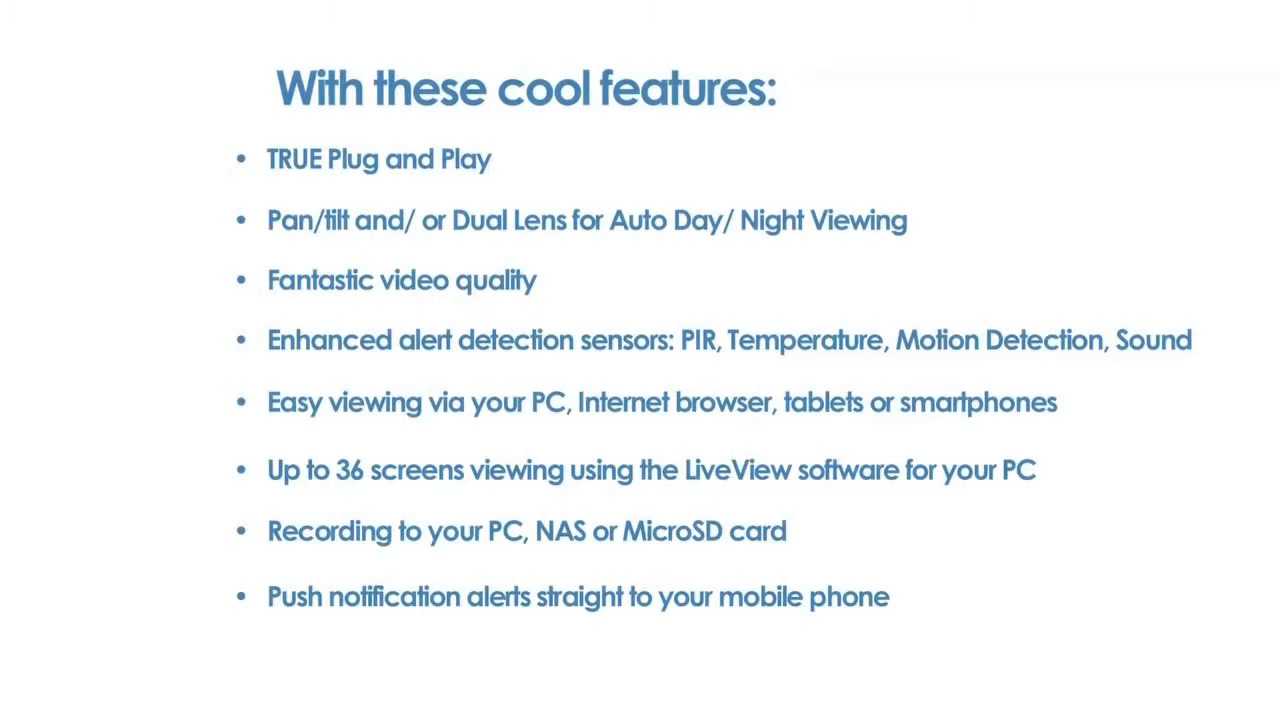 With these cool features:
• TRUE Plug and Play
• Pan/tilt and/ or Dual Lens for Auto Day/ Night Viewing
• Fantastic video quality
• Enhanced alert detection sensors: PIR, Temperature, Motion Detection, Sound
• Easy viewing via your PC, Internet browser, tablets or smartphones
• Up to 36 screens viewing using the LiveView software for your PC
• Recording to your PC, NAS or MicroSD card
• Push notification alerts straight to your mobile phone